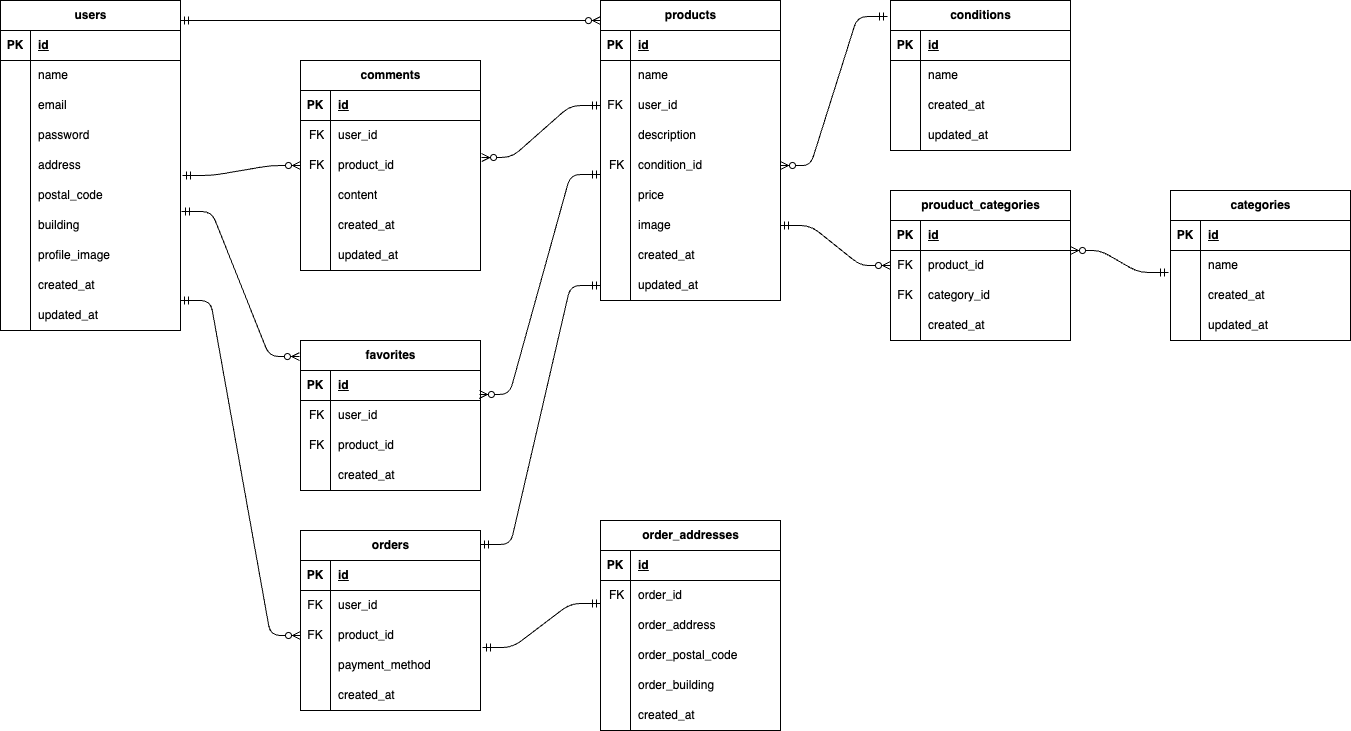 users
PK id
name
email
password
address
postal_code
building
profile_image
created_at
updated_at
comments
PK id
FK user_id
FK product_id
content
created_at
updated_at
favorites
PK id
FK user_id
FK product_id
created_at
orders
PK id
FK user_id
FK product_id
payment_method
created_at
products
PK id
name
FK user_id
description
FK condition_id
price
image
created_at
updated_at
order_addresses
PK id
FK order_id
order_address
order_postal_code
order_building
created_at
conditions
PK id
name
created_at
updated_at
prouduct_categories
PK id
FK product_id
FK category_id
created_at
categories
PK id
name
created_at
updated_at